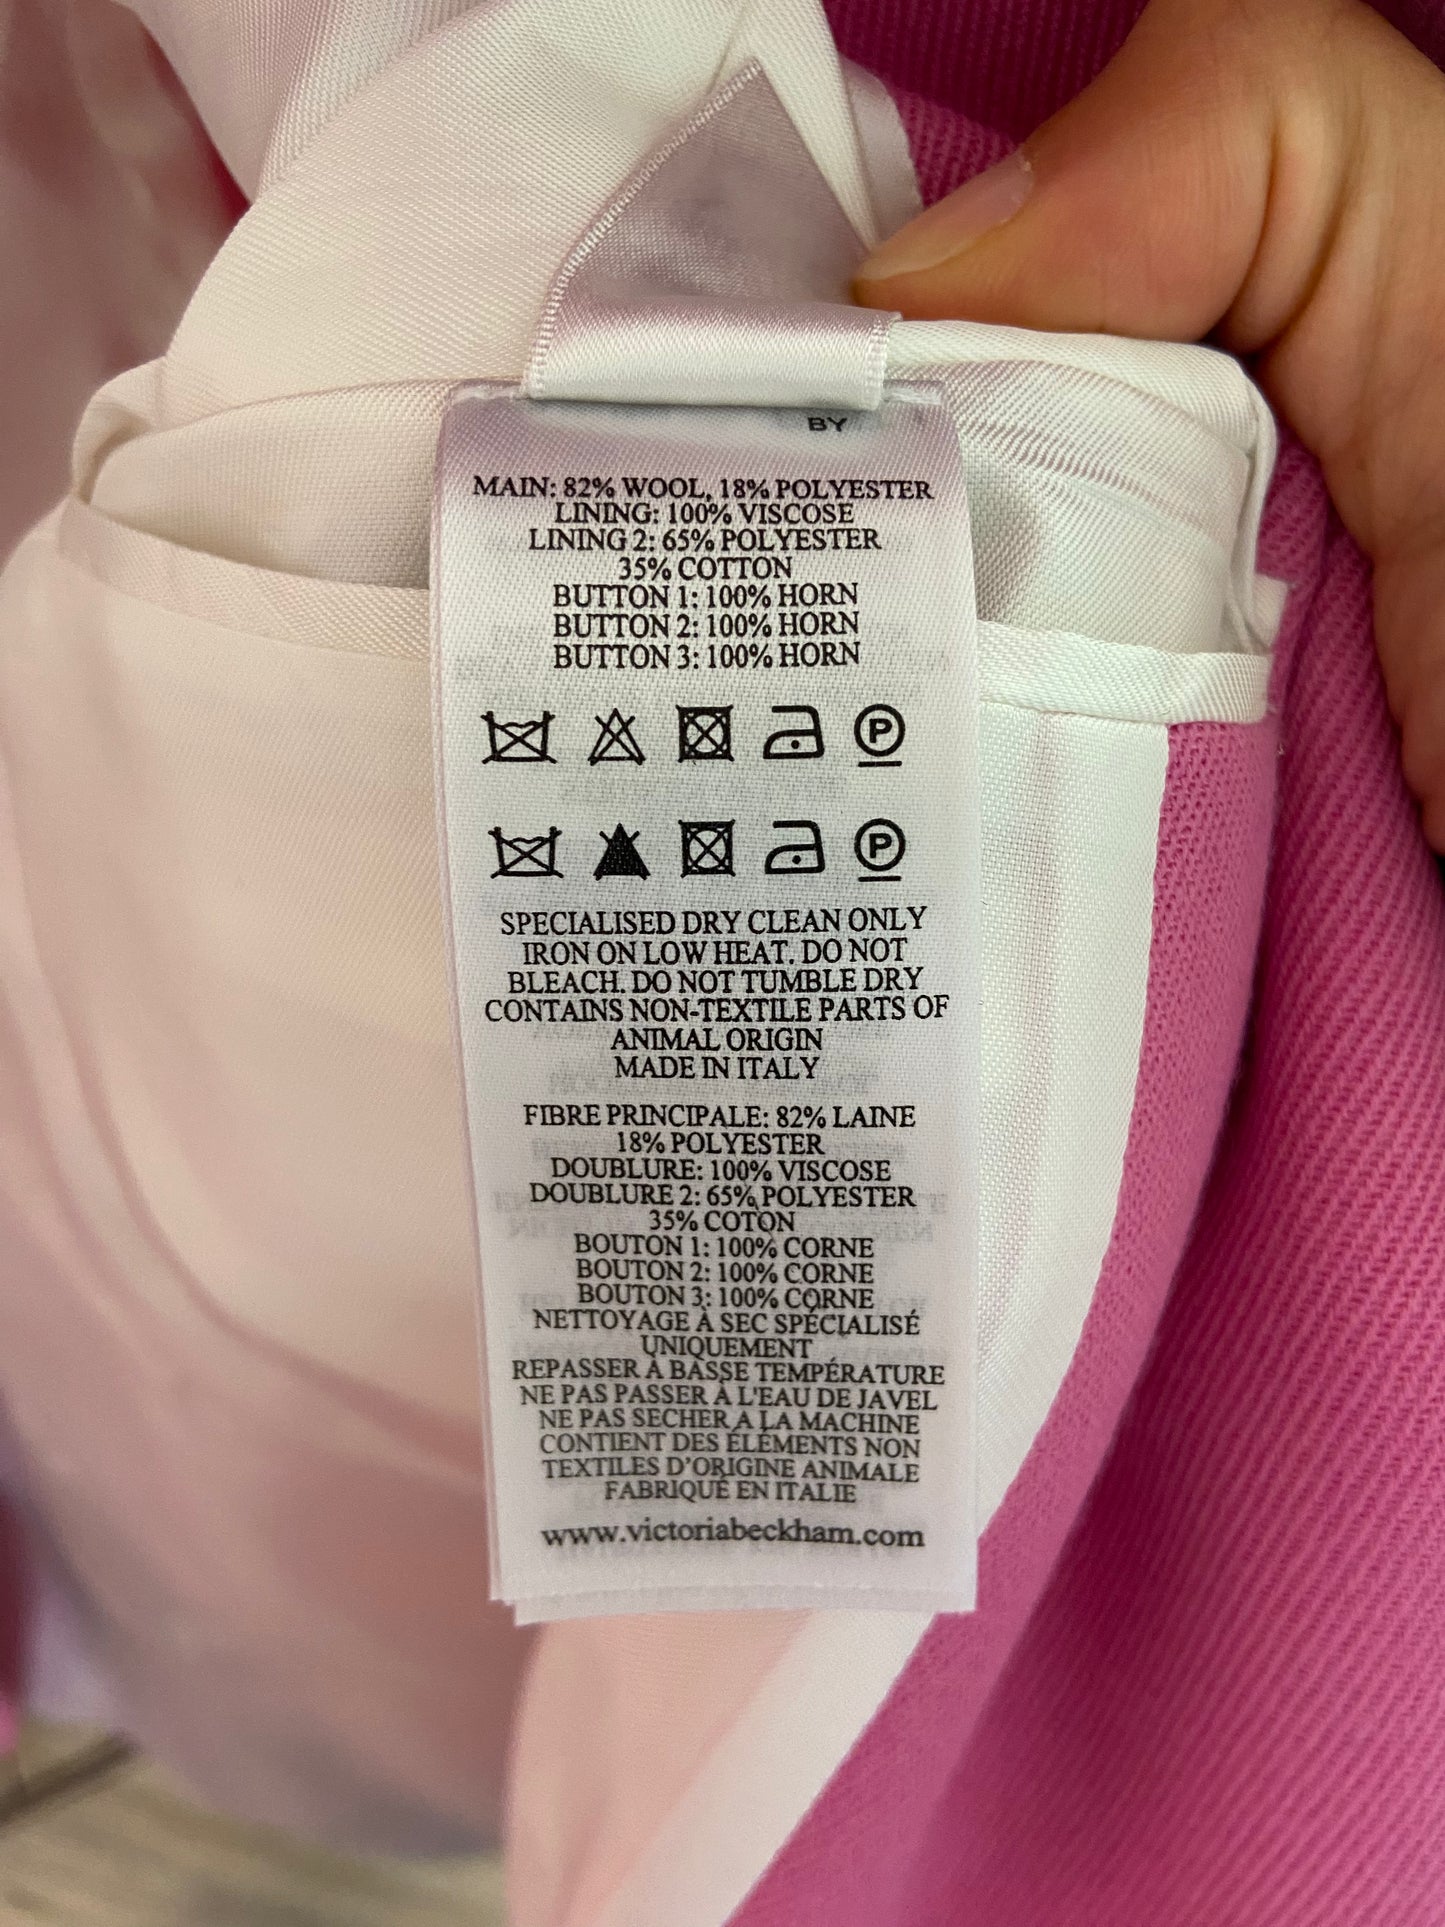 BY
MAIN: 82% WOOL, 18% POLYESTER
LINING: 100% VISCOSE
LINING 2: 65% POLYESTER
35% COTTON
BUTTON 1: 100% HORN
BUTTON 2: 100% HORN
BUTTON 3: 100% HORN
P
P
SPECIALISED DRY CLEAN ONLY
IRON ON LOW HEAT. DO NOT
BLEACH. DO NOT TUMBLE DRY
CONTAINS NON-TEXTILE PARTS OF
ANIMAL ORIGIN
MADE IN ITALY
FIBRE PRINCIPALE: 82% LAINE
18% POLYESTER
DOUBLURE: 100% VISCOSE
DOUBLURE 2: 65% POLYESTER
35% COTON
BOUTON 1: 100% CORNE
BOUTON 2: 100% CORNE
BOUTON 3: 100% CORNE
NETTOYAGE À SEC SPÉCIALISÉ
UNIQUEMENT
REPASSER À BASSE TEMPÉRATURE
NE PAS PASSER À L'EAU DE JAVEL
NE PAS SECHER A LA MACHINE
CONTIENT DES ÉLÉMENTS NON
TEXTILES D'ORIGINE ANIMALE
FABRIQUÉ EN ITALIE
www.victoriabeckham.com